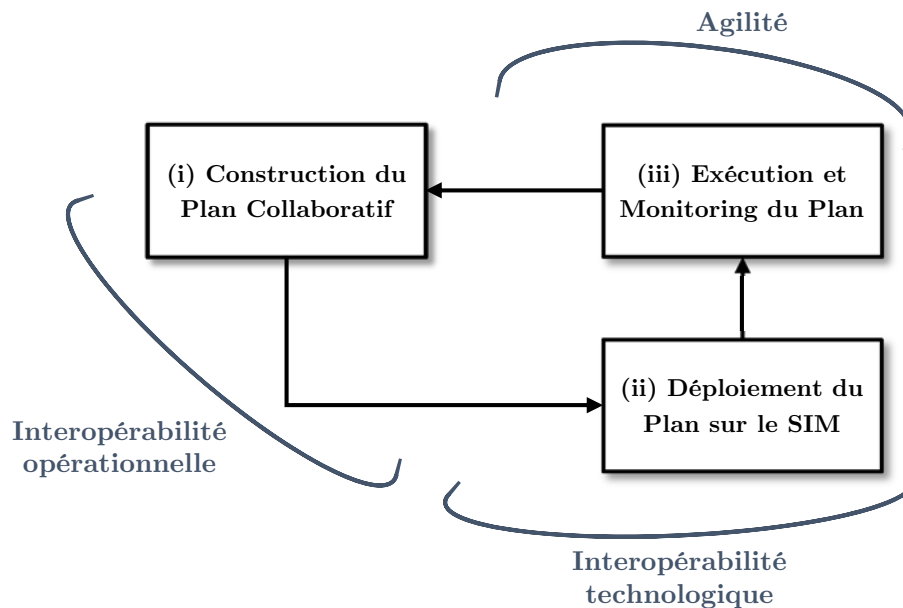 Agilité
(i) Construction du
Plan Collaboratif
(iii) Exécution et
Monitoring du Plan
(ii) Déploiement du
Plan sur le SIM
Interopérabilité
opérationnelle
Interopérabilité
technologique